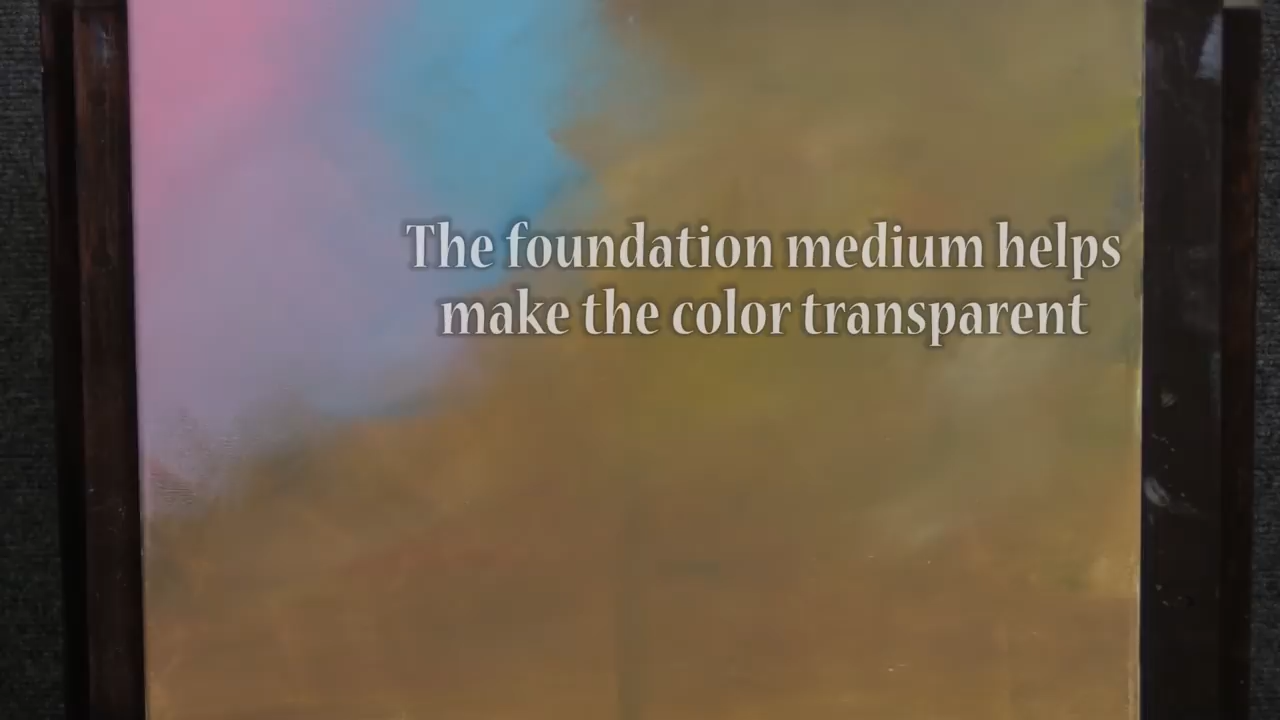 The foundation medium helps
make the color transparent